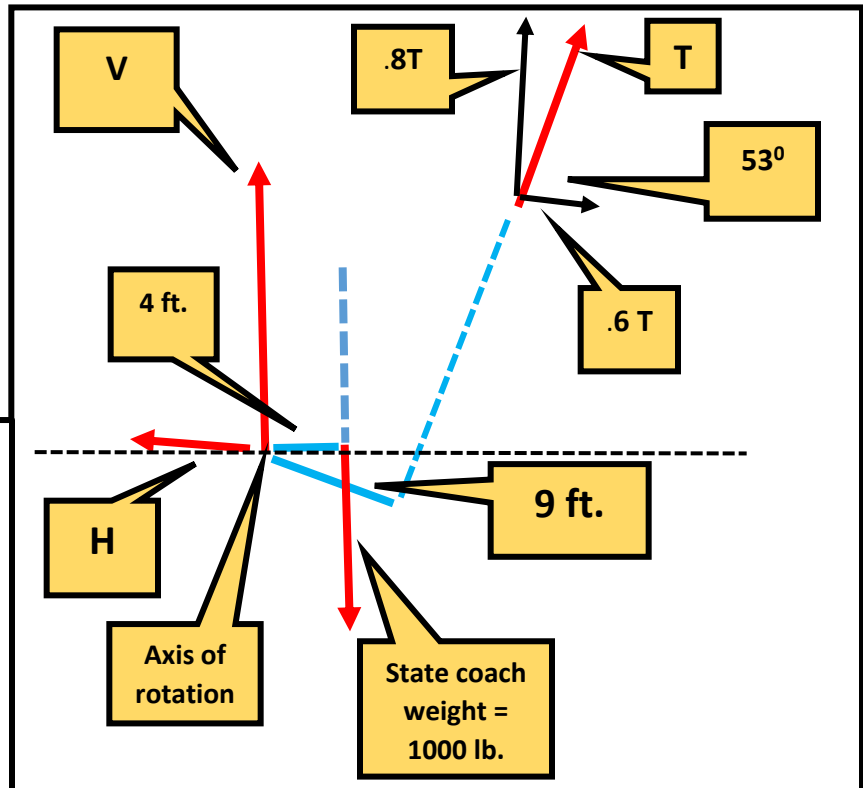 V
.8T
T
53⁰
4 ft.
.6 T
H
9 ft.
Axis of
rotation
State coach
weight =
1000 lb.